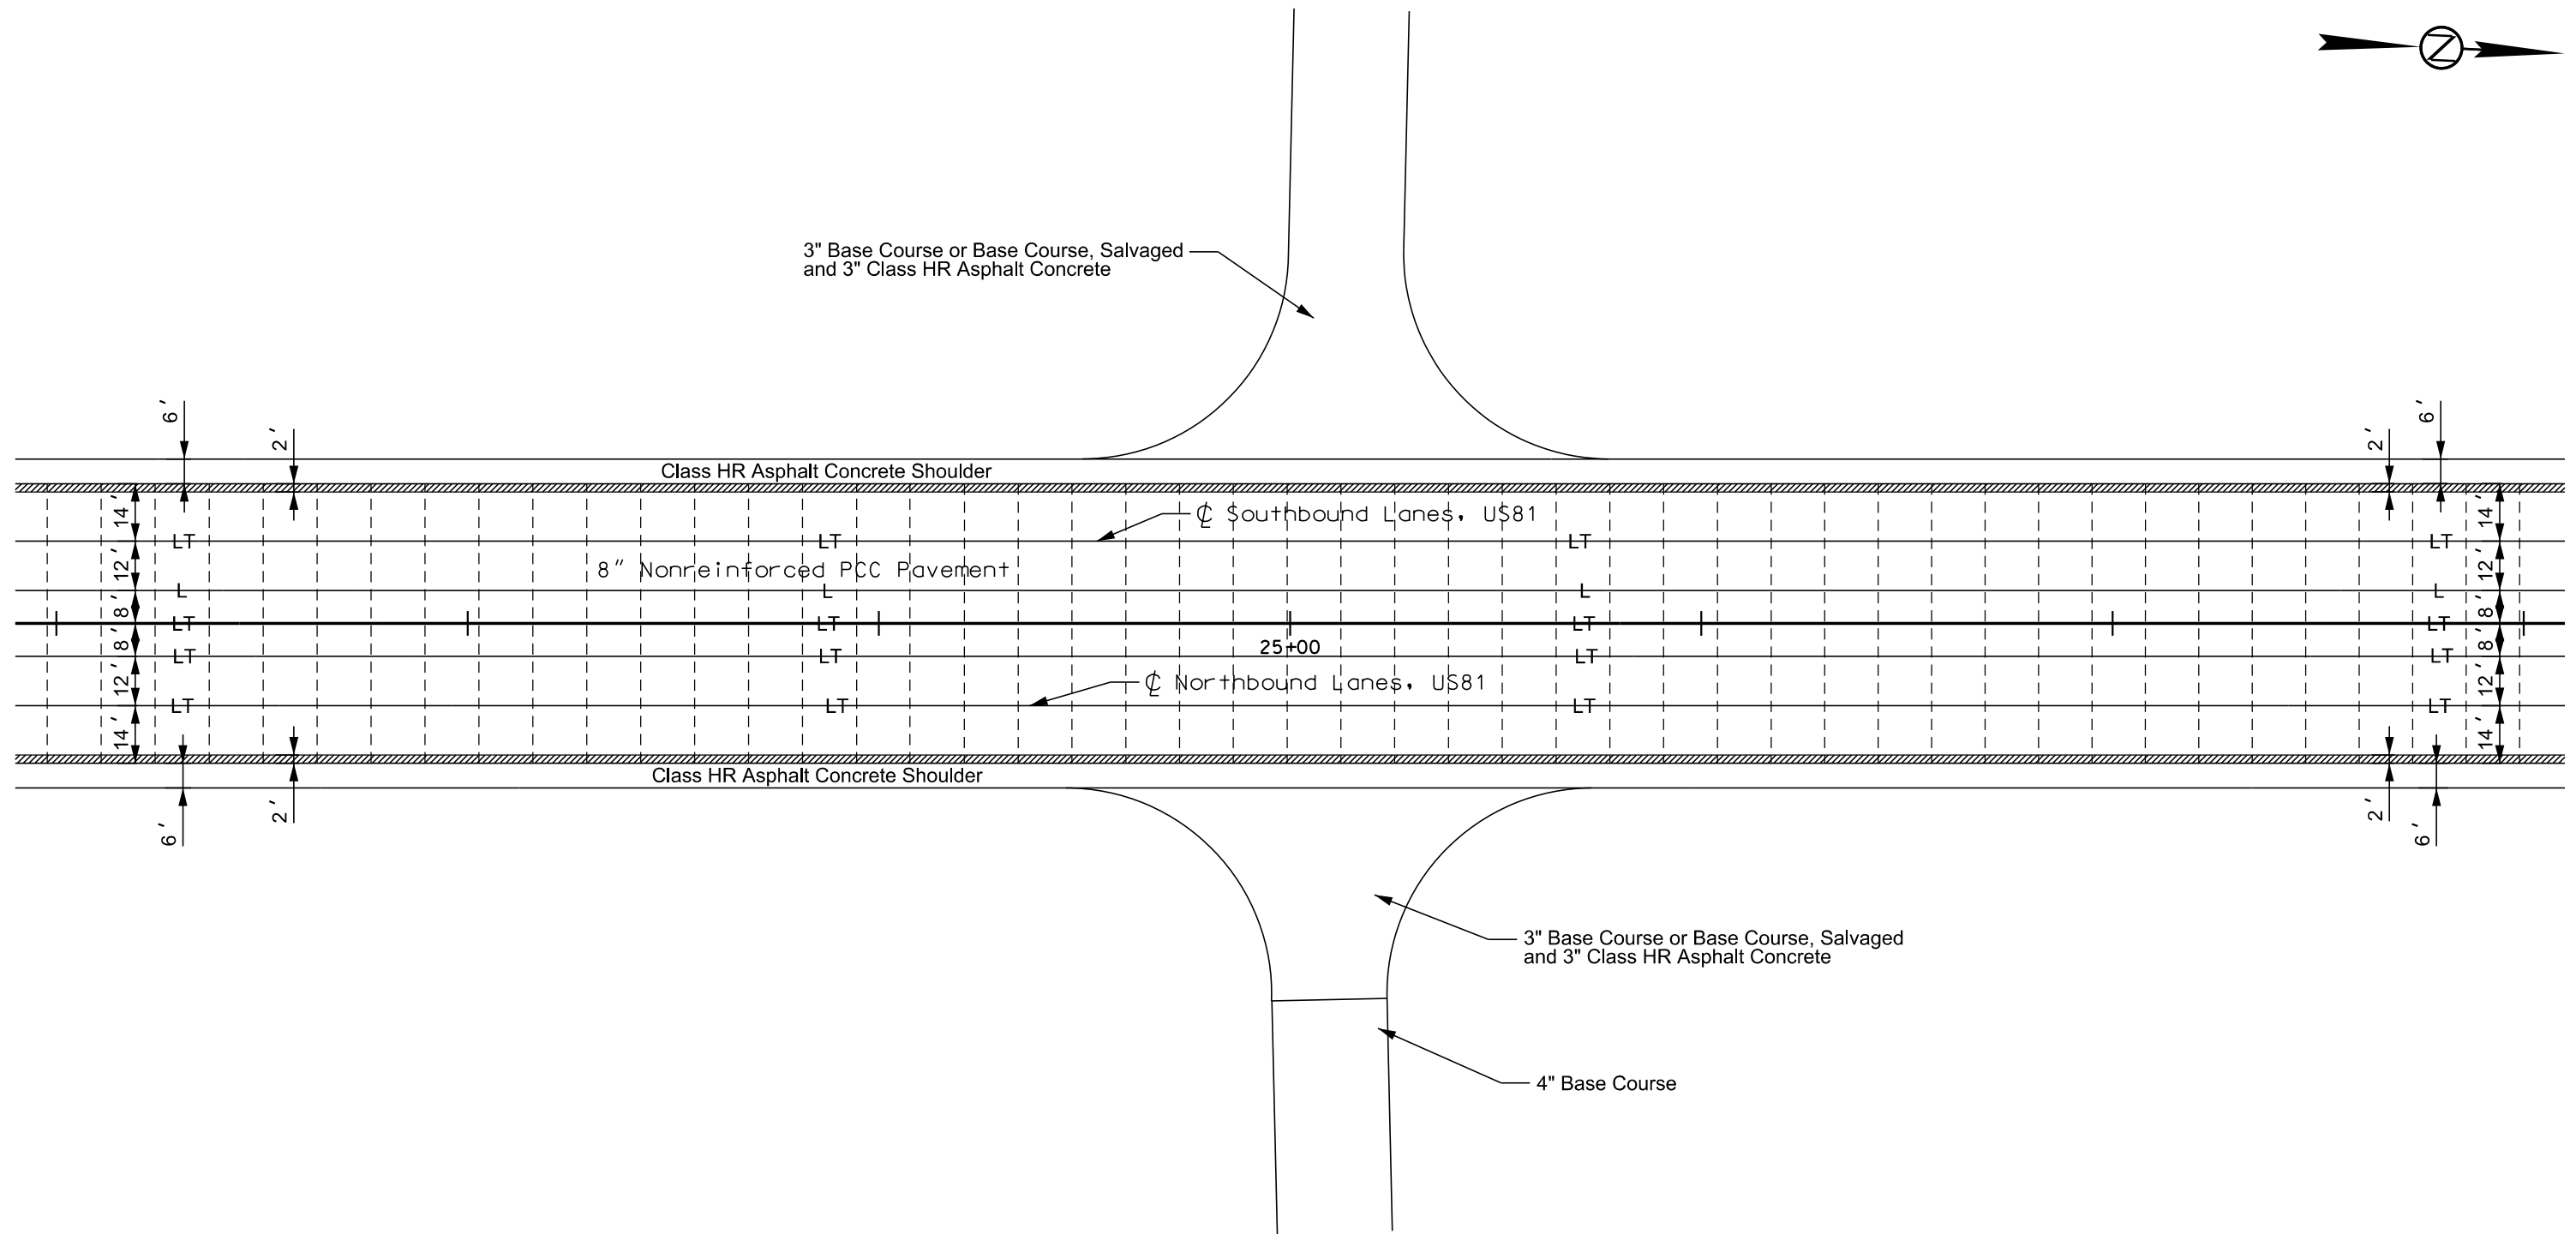 Z
3" Base Course or Base Course, Salvaged
and 3" Class HR Asphalt Concrete
6'
2'
2'
6'
Class HR Asphalt Concrete Shoulder
14'
℄ Southbound Lanes, US81
14'
LT
LT
LT
LT
12'
8" Nonreinforced PCC Pavement
12'
L
L
L
L
8'
8'
LT
LT
LT
LT
8'
25+00
8'
LT
LT
LT
LT
12'
℄ Northbound Lanes, US81
12'
LT
LT
LT
LT
14'
14'
Class HR Asphalt Concrete Shoulder
6'
2'
2'
6'
3" Base Course or Base Course, Salvaged
and 3" Class HR Asphalt Concrete
4" Base Course